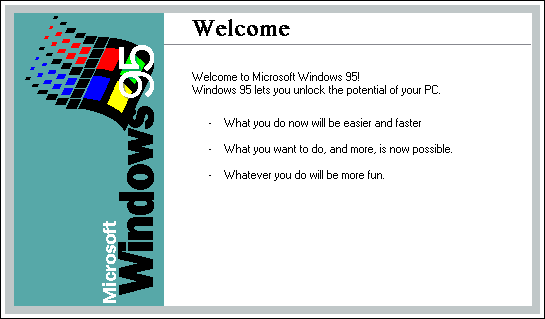 Welcome
Welcome to Microsoft Windows 95!
Windows 95 lets you unlock the potential of your PC.
- What you do now will be easier and faster
- What you want to do, and more, is now possible.
- Whatever you do will be more fun.
Microsoft
Windows 95